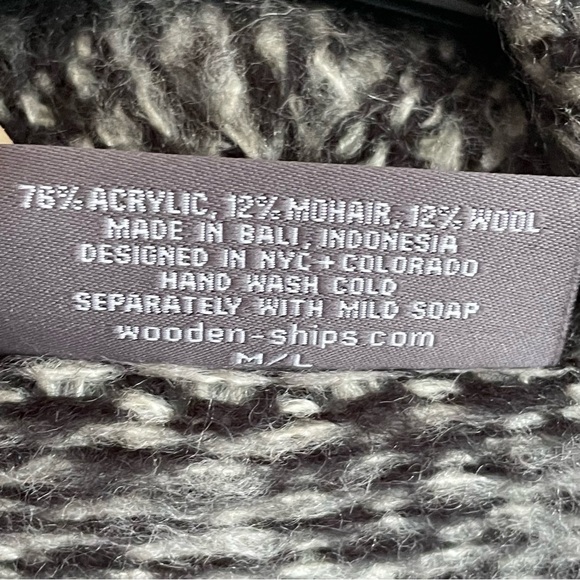 76% ACRYLIC, 12% MOHAIR, 12% WOOL
MADE IN BALI, INDONESIA
DESIGNED IN NYC + COLORADO
HAND WASH COLD
SEPARATELY WITH MILD SOAP
wooden-ships.com
M/L